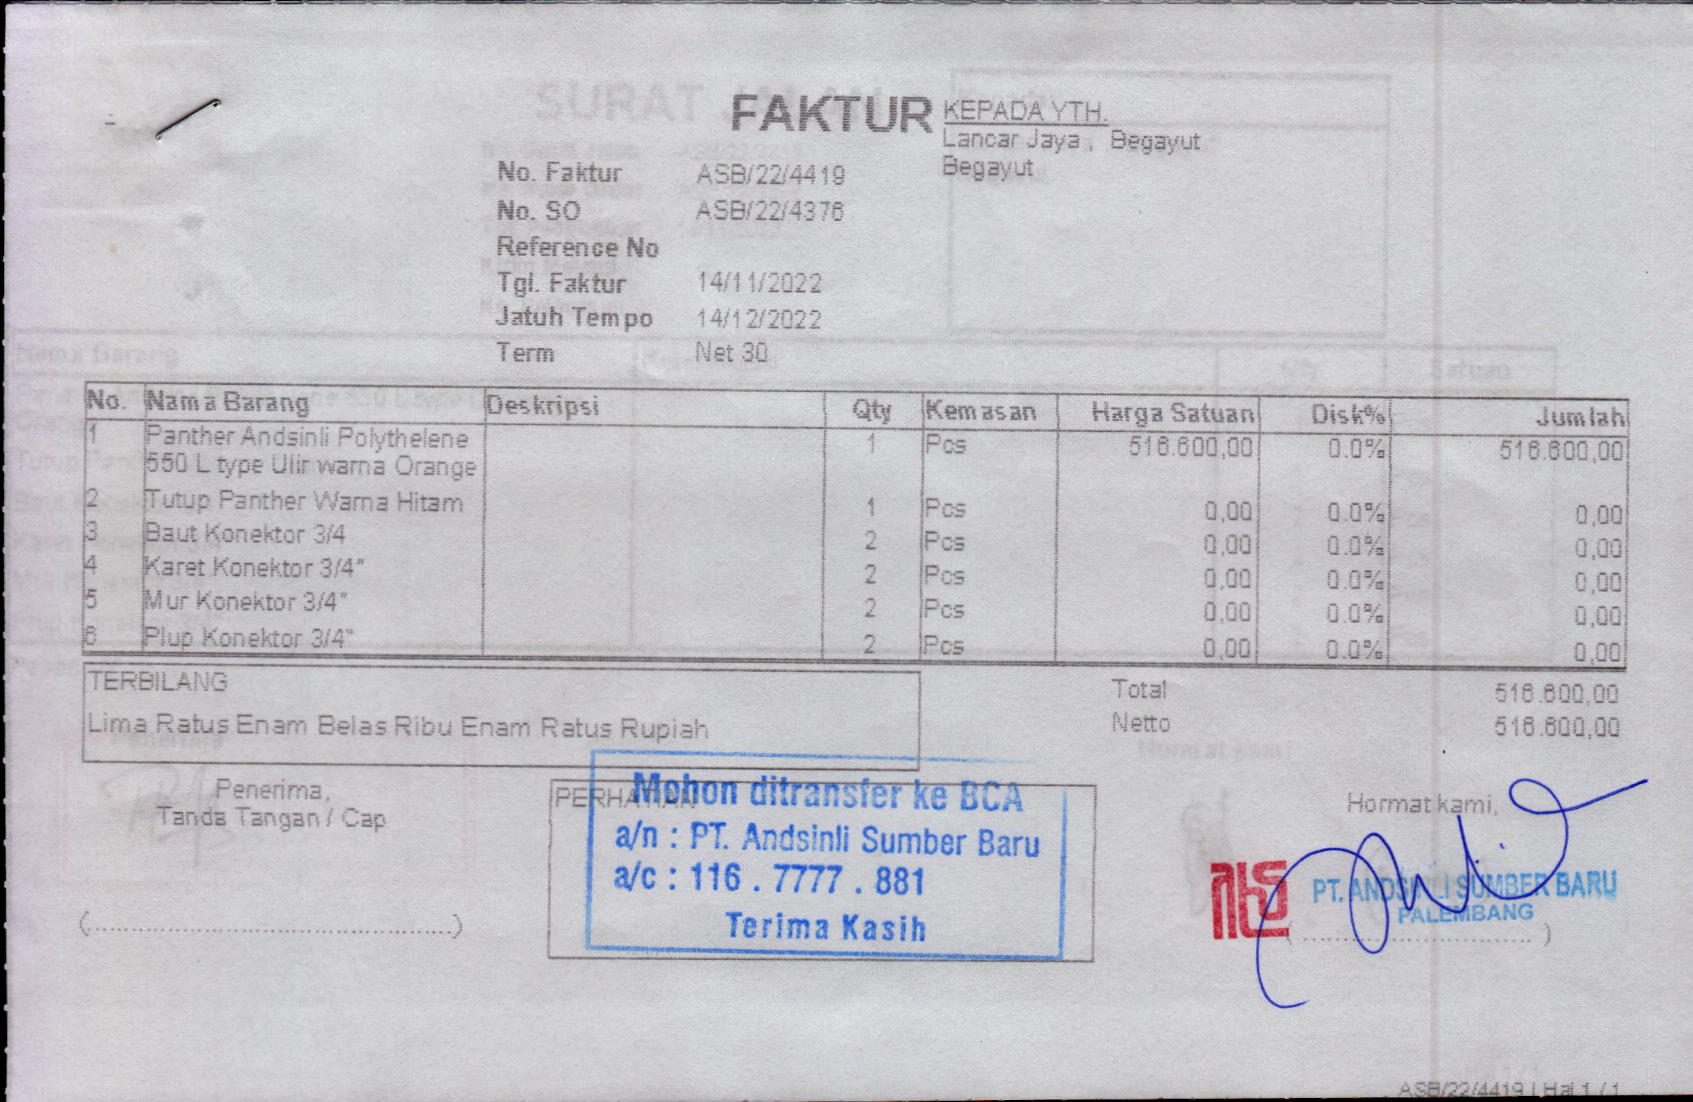 FAKTUR
KEPADA YTH.
Lancar Jaya , Begayut
Begayut
No. Faktur ASB/22/4419
No. SO ASB/22/4376
Reference No
Tgl. Faktur 14/11/2022
Jatuh Tempo 14/12/2022
Term Net 30
No. Nama Barang Deskripsi Qty Kemasan Harga Satuan Disk% Jumlah
1 Panther Andsinli Polythelene 1 Pcs 516.600,00 0.0% 516.600,00
550 L type Ulir warna Orange
2 Tutup Panther Warna Hitam 1 Pcs 0,00 0.0% 0,00
3 Baut Konektor 3/4 2 Pcs 0,00 0.0% 0,00
4 Karet Konektor 3/4" 2 Pcs 0,00 0.0% 0,00
5 Mur Konektor 3/4" 2 Pcs 0,00 0.0% 0,00
6 Plup Konektor 3/4" 2 Pcs 0,00 0.0% 0,00
TERBILANG
Lima Ratus Enam Belas Ribu Enam Ratus Rupiah
Total 516.600,00
Netto 516.600,00
Penerima,
Tanda Tangan / Cap
(..........................................)
PERHATIAN
Mohon ditransfer ke BCA
a/n : PT. Andsinli Sumber Baru
a/c : 116 . 7777 . 881
Terima Kasih
Hormat kami,
PT. ANDSINLI SUMBER BARU
PALEMBANG
( .............................. )
ASB/22/4419 | Hal 1 / 1